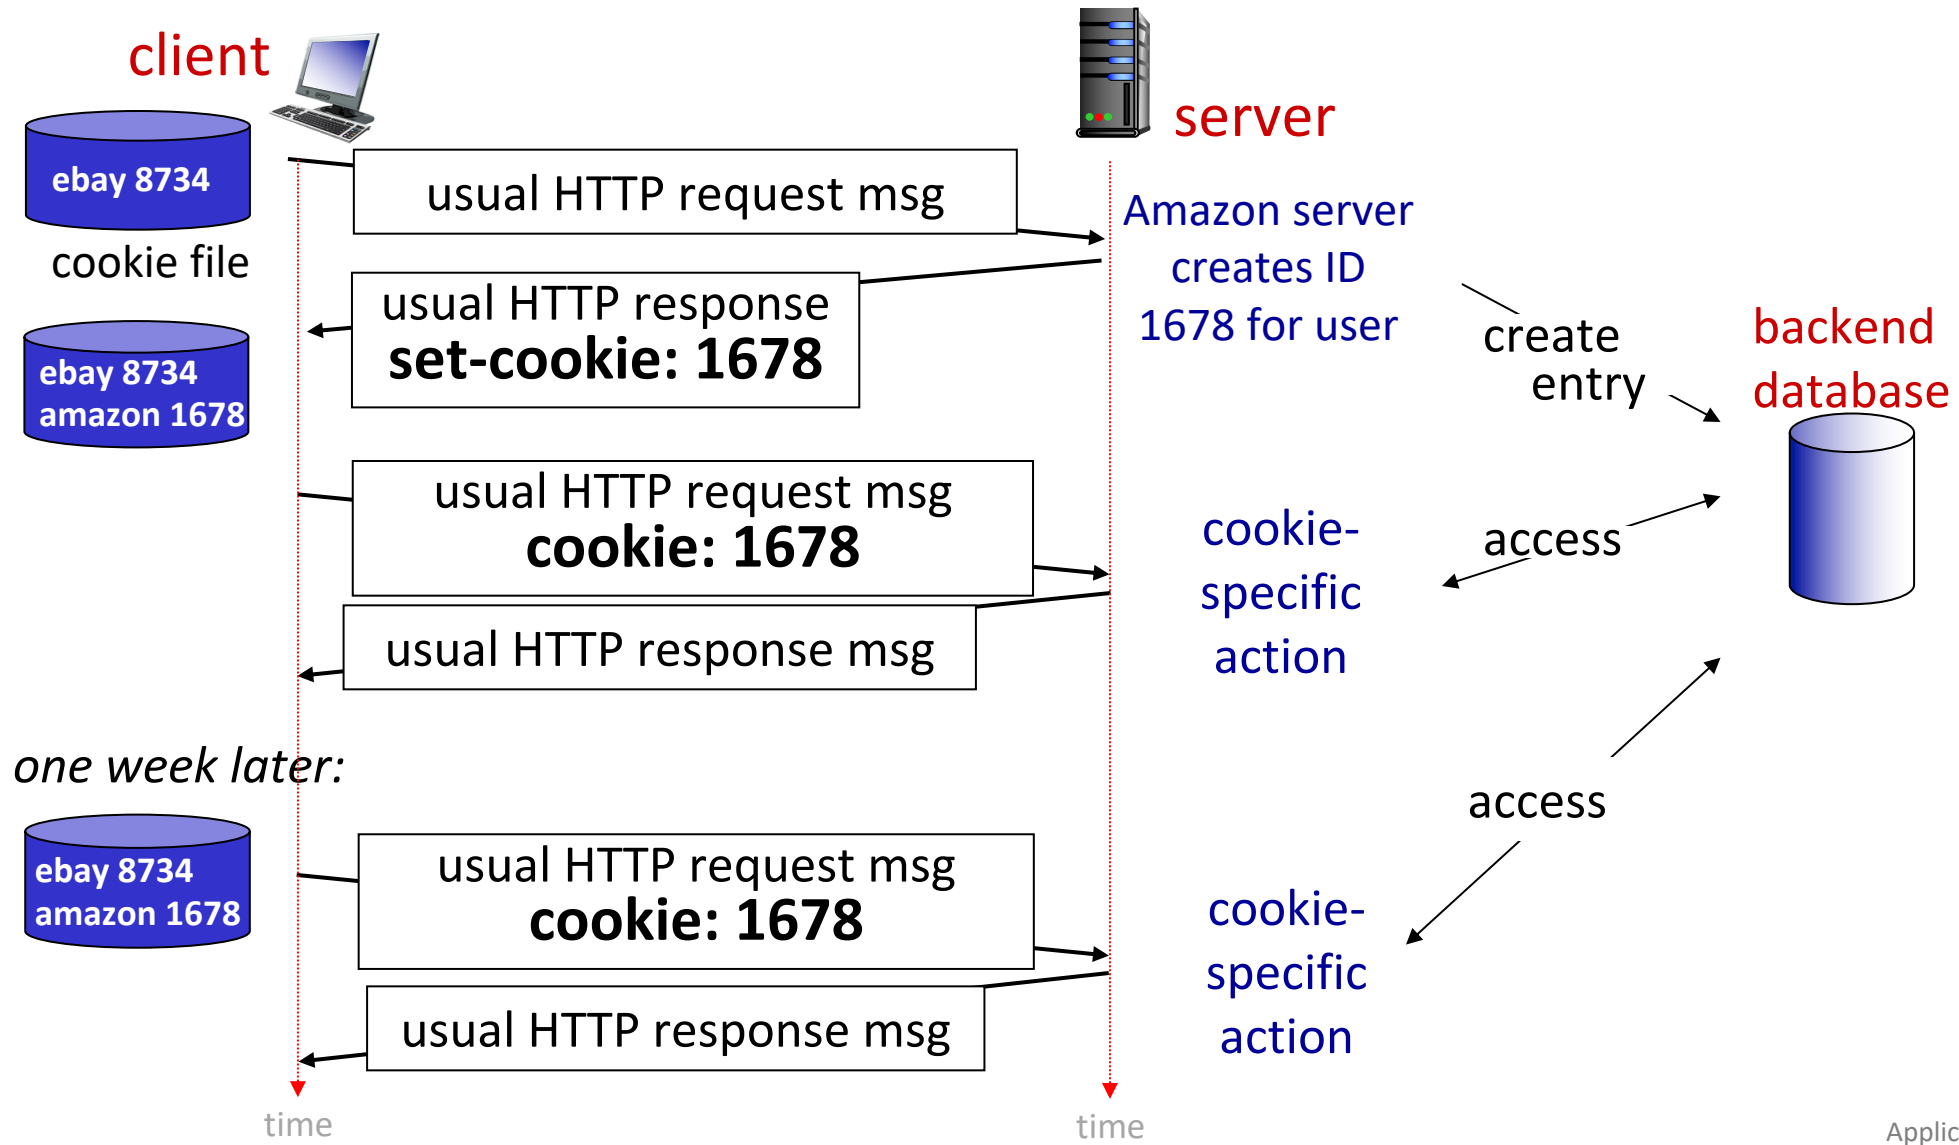 client
server
ebay 8734
cookie file
usual HTTP request msg
Amazon server
creates ID
1678 for user
usual HTTP response
set-cookie: 1678
create
entry
backend
database
ebay 8734
amazon 1678
usual HTTP request msg
cookie: 1678
cookie-
specific
action
access
usual HTTP response msg
one week later:
access
ebay 8734
amazon 1678
usual HTTP request msg
cookie: 1678
cookie-
specific
action
usual HTTP response msg
time
time
Applic